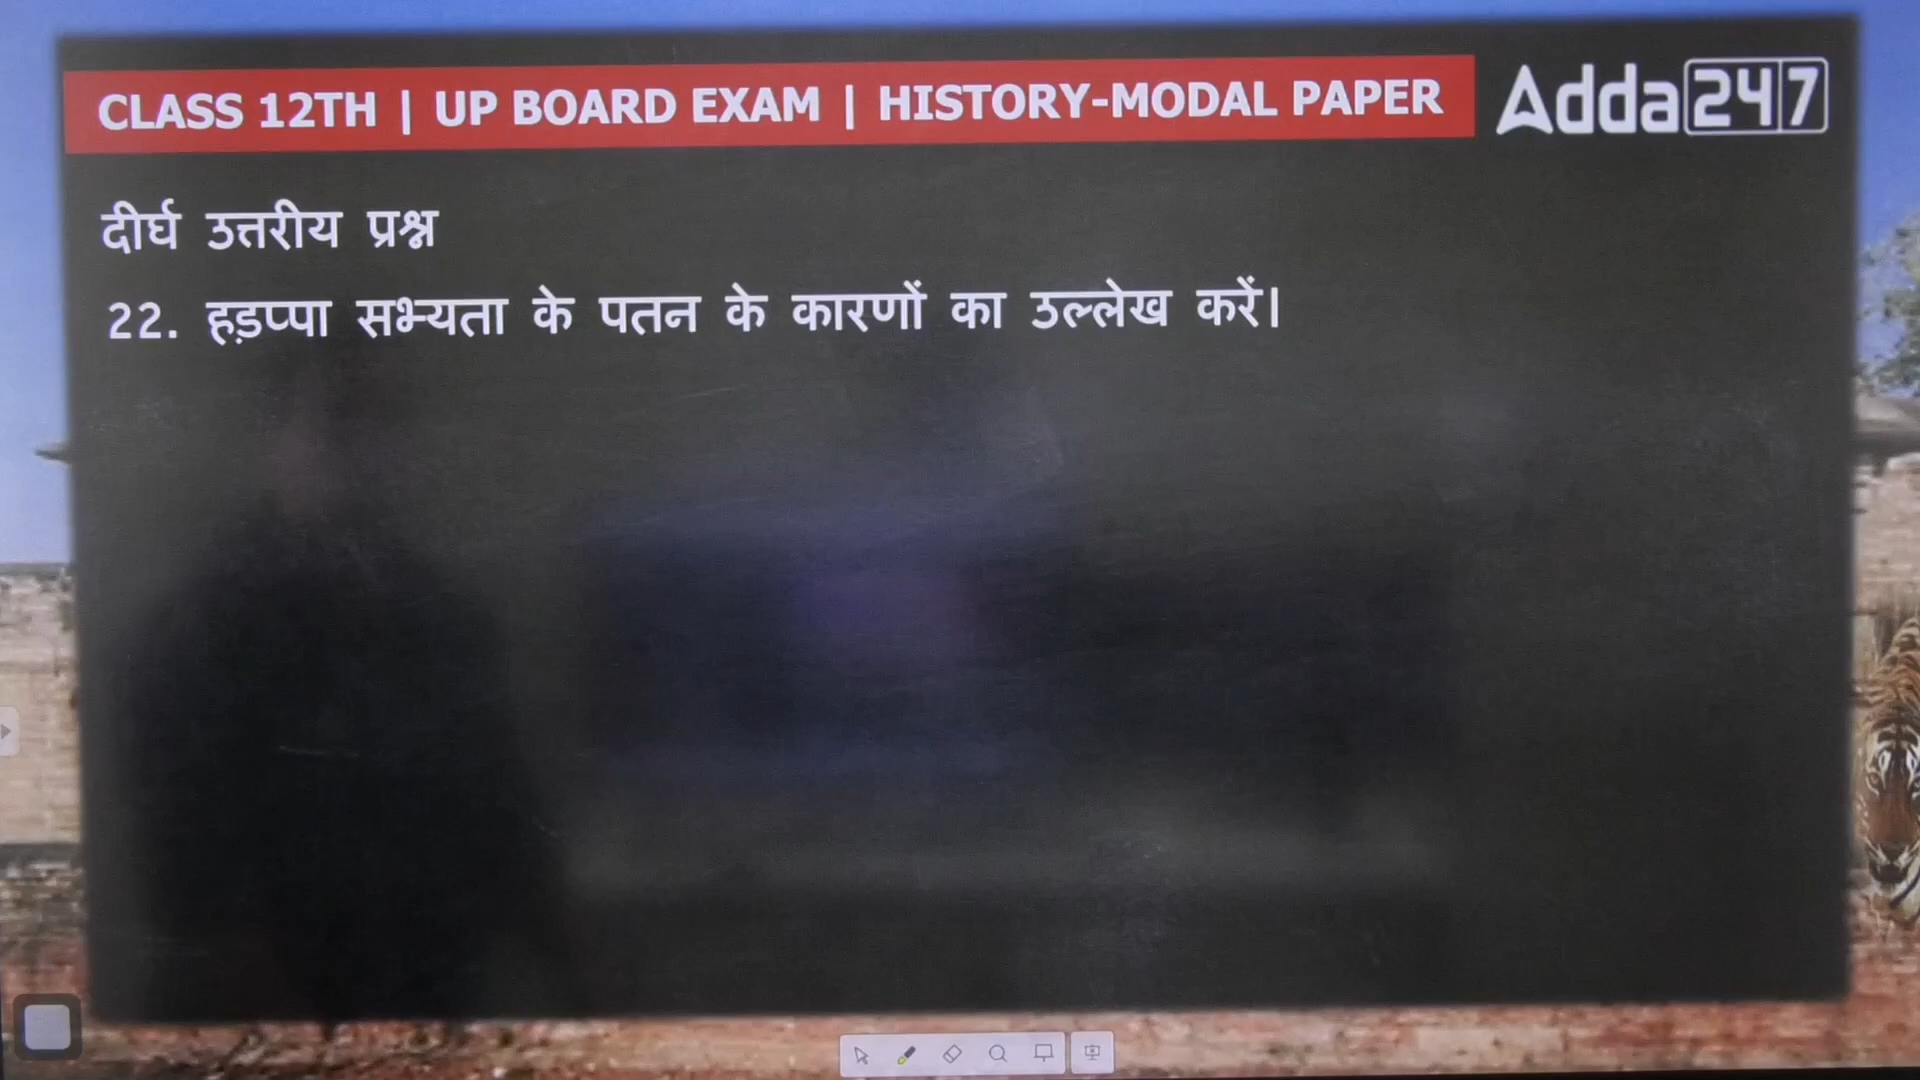 CLASS 12TH | UP BOARD EXAM | HISTORY-MODAL PAPER
Adda247
दीर्घ उत्तरीय प्रश्न
22. हड़प्पा सभ्यता के पतन के कारणों का उल्लेख करें।